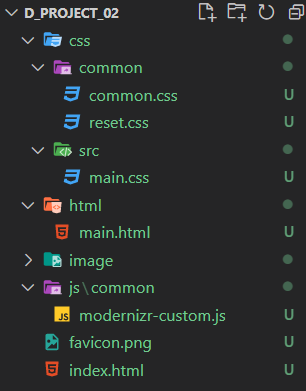 D_PROJECT_02
css
common
common.css U
reset.css U
src
main.css U
html
main.html U
image
js\common
JS modernizr-custom.js U
favicon.png U
index.html U